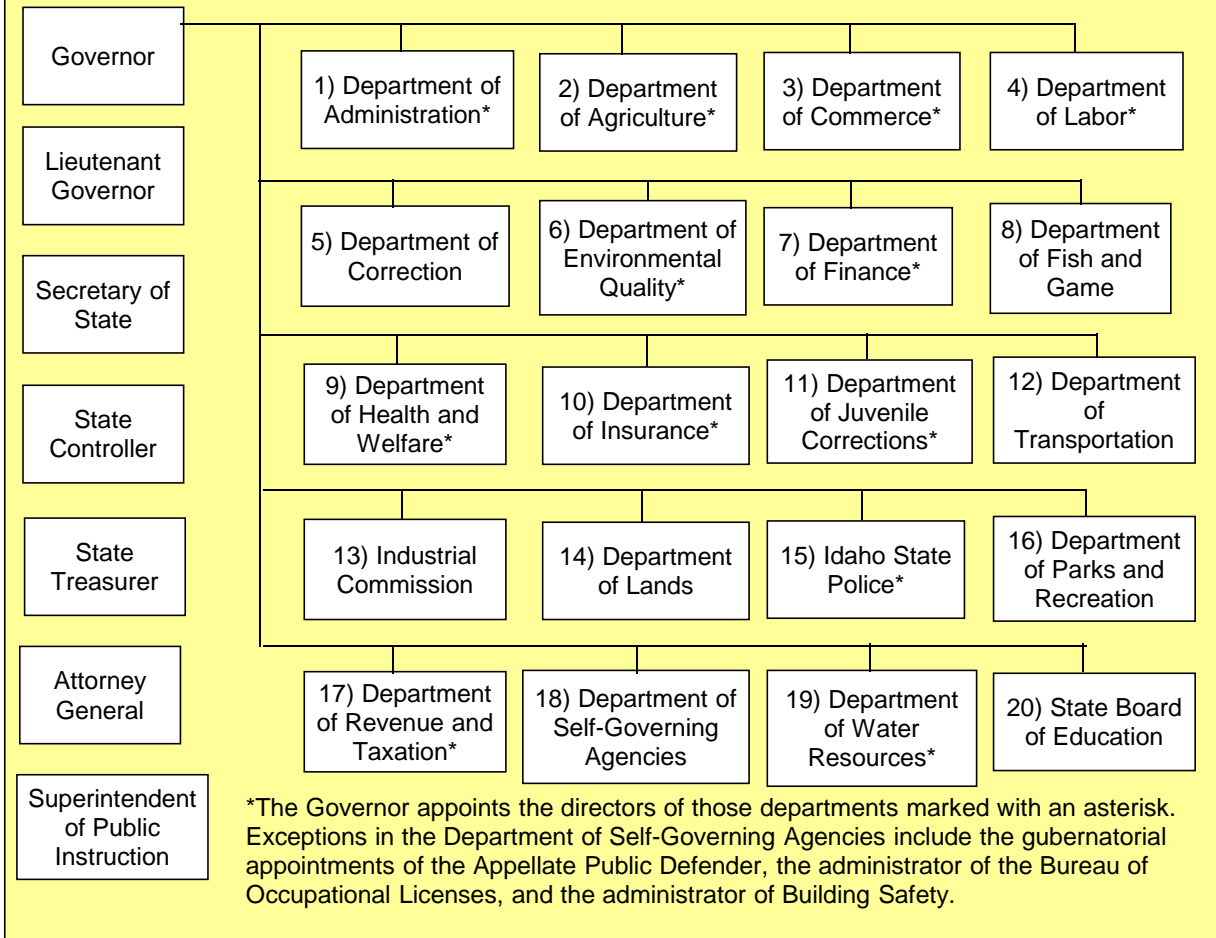 Governor
1) Department of
Administration*
2) Department
of Agriculture*
3) Department
of Commerce*
4) Department
of Labor*
Lieutenant
Governor
5) Department of
Correction
6) Department of
Environmental
Quality*
7) Department
of Finance*
8) Department
of Fish and
Game
Secretary of
State
9) Department
of Health and
Welfare*
10) Department
of Insurance*
11) Department
of Juvenile
Corrections*
12) Department
of
Transportation
State
Controller
13) Industrial
Commission
14) Department
of Lands
15) Idaho State
Police*
16) Department
of Parks and
Recreation
State
Treasurer
17) Department
of Revenue and
Taxation*
18) Department of
Self-Governing
Agencies
19) Department
of Water
Resources*
20) State Board
of Education
Attorney
General
Superintendent
of Public
Instruction
*The Governor appoints the directors of those departments marked with an asterisk.
Exceptions in the Department of Self-Governing Agencies include the gubernatorial
appointments of the Appellate Public Defender, the administrator of the Bureau of
Occupational Licenses, and the administrator of Building Safety.